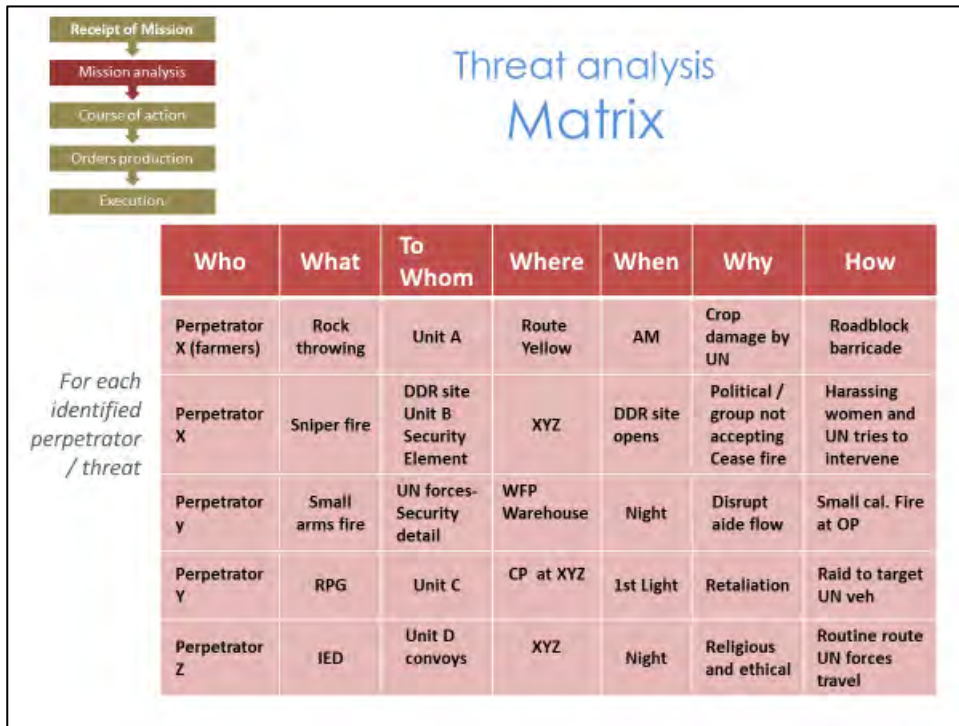 Receipt of Mission
Mission analysis
Course of action
Orders production
Execution
Threat analysis
Matrix
For each
identified
perpetrator
/ threat
Who
What
To
Whom
Where
When
Why
How
Perpetrator
X (farmers)
Rock
throwing
Unit A
Route
Yellow
AM
Crop
damage by
UN
Roadblock
barricade
Perpetrator
X
Sniper fire
DDR site
Unit B
Security
Element
XYZ
DDR site
opens
Political /
group not
accepting
Cease fire
Harassing
women and
UN tries to
intervene
Perpetrator
y
Small
arms fire
UN forces-
Security
detail
WFP
Warehouse
Night
Disrupt
aide flow
Small cal. Fire
at OP
Perpetrator
Y
RPG
Unit C
CP at XYZ
1st Light
Retaliation
Raid to target
UN veh
Perpetrator
Z
IED
Unit D
convoys
XYZ
Night
Religious
and ethical
Routine route
UN forces
travel